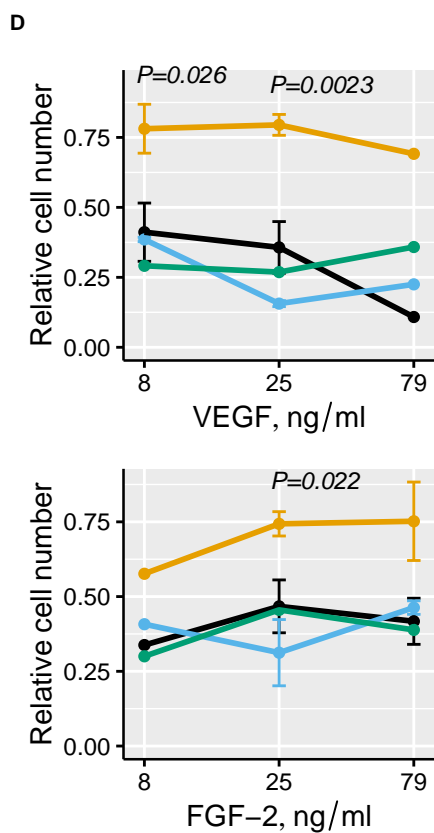 D
P=0.026
P=0.0023
Relative cell number
0.75
0.50
0.25
0.00
8 25 79
VEGF, ng/ml
P=0.022
Relative cell number
0.75
0.50
0.25
0.00
8 25 79
FGF−2, ng/ml